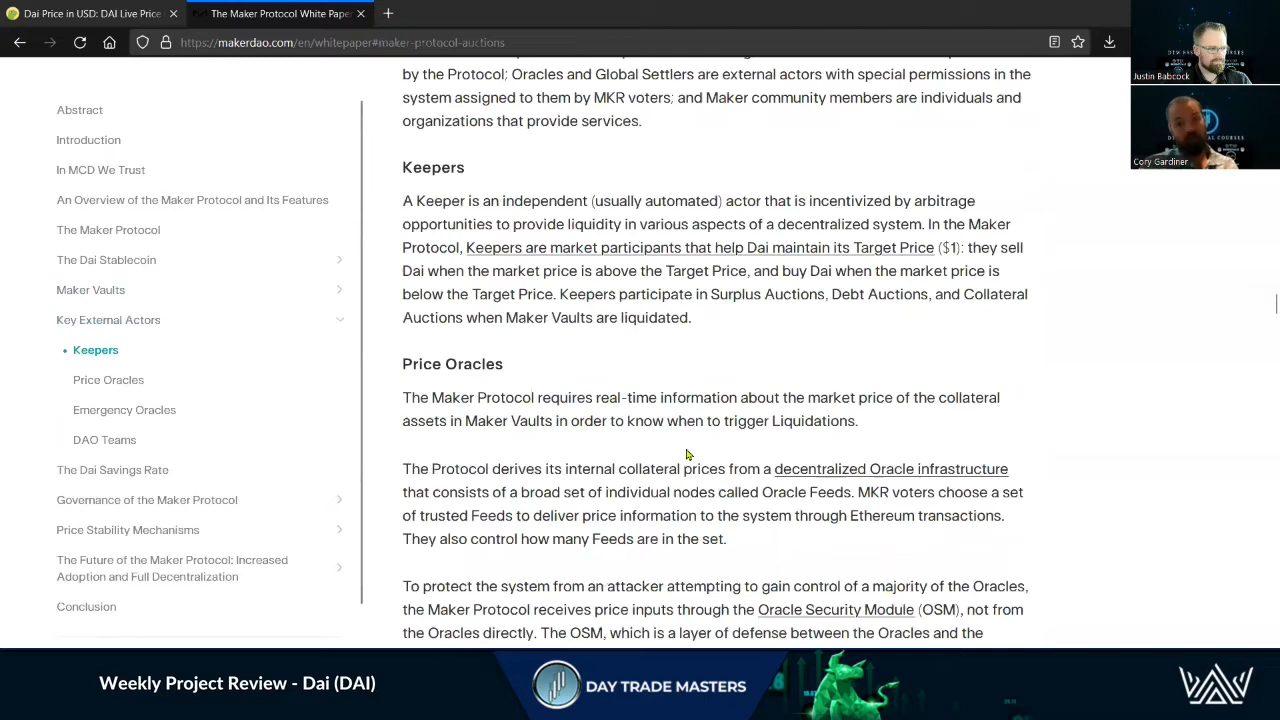 Dai Price in USD: DAI Live Price
The Maker Protocol White Pape
https://makerdao.com/en/whitepaper#maker-protocol-auctions
Justin Babcock
Cory Gardiner
Abstract
Introduction
In MCD We Trust
An Overview of the Maker Protocol and Its Features
The Maker Protocol
The Dai Stablecoin
Maker Vaults
Key External Actors
Keepers
Price Oracles
Emergency Oracles
DAO Teams
The Dai Savings Rate
Governance of the Maker Protocol
Price Stability Mechanisms
The Future of the Maker Protocol: Increased
Adoption and Full Decentralization
Conclusion
by the Protocol; Oracles and Global Settlers are external actors with special permissions in the
system assigned to them by MKR voters; and Maker community members are individuals and
organizations that provide services.
Keepers
A Keeper is an independent (usually automated) actor that is incentivized by arbitrage
opportunities to provide liquidity in various aspects of a decentralized system. In the Maker
Protocol, Keepers are market participants that help Dai maintain its Target Price ($1): they sell
Dai when the market price is above the Target Price, and buy Dai when the market price is
below the Target Price. Keepers participate in Surplus Auctions, Debt Auctions, and Collateral
Auctions when Maker Vaults are liquidated.
Price Oracles
The Maker Protocol requires real-time information about the market price of the collateral
assets in Maker Vaults in order to know when to trigger Liquidations.
The Protocol derives its internal collateral prices from a decentralized Oracle infrastructure
that consists of a broad set of individual nodes called Oracle Feeds. MKR voters choose a set
of trusted Feeds to deliver price information to the system through Ethereum transactions.
They also control how many Feeds are in the set.
To protect the system from an attacker attempting to gain control of a majority of the Oracles,
the Maker Protocol receives price inputs through the Oracle Security Module (OSM), not from
the Oracles directly. The OSM, which is a layer of defense between the Oracles and the
Weekly Project Review - Dai (DAI)
DAY TRADE MASTERS